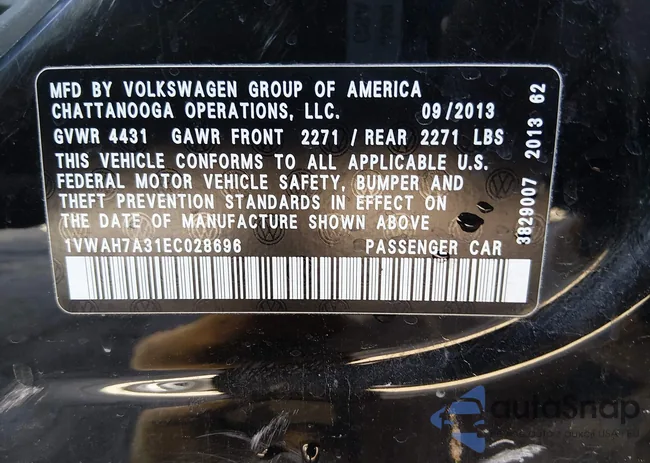 MFD BY VOLKSWAGEN GROUP OF AMERICA
CHATTANOOGA OPERATIONS, LLC. 09/2013
GVWR 4431 GAWR FRONT 2271/REAR 2271 LBS
THIS VEHICLE CONFORMS TO ALL APPLICABLE U.S.
FEDERAL MOTOR VEHICLE SAFETY, BUMPER AND
THEFT PREVENTION STANDARDS IN EFFECT ON
THE DATE OF MANUFACTURE SHOWN ABOVE
1VWAH7A31EC028696 PASSENGER CAR
3829007 2013 62
autoSnap